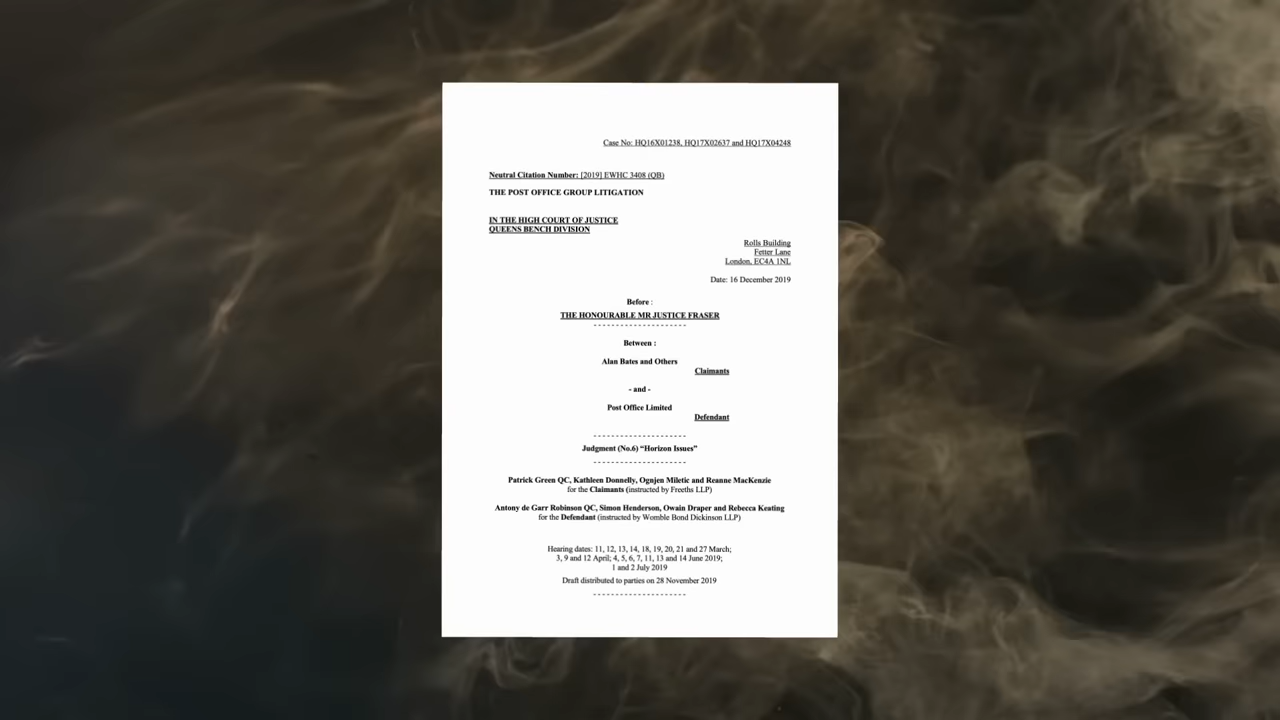 Case No: HQ16X01238, HQ17X02637 and HQ17X04248
Neutral Citation Number: [2019] EWHC 3408 (QB)
THE POST OFFICE GROUP LITIGATION
IN THE HIGH COURT OF JUSTICE
QUEENS BENCH DIVISION
Rolls Building
Fetter Lane
London, EC4A 1NL
Date: 16 December 2019
Before :
THE HONOURABLE MR JUSTICE FRASER
- - - - - - - - - - - - - - - - - - - - -
Between :
Alan Bates and Others
Claimants
- and -
Post Office Limited
Defendant
- - - - - - - - - - - - - - - - - - - - -
Judgment (No.6) “Horizon Issues”
- - - - - - - - - - - - - - - - - - - - -
Patrick Green QC, Kathleen Donnelly, Ognjen Miletic and Reanne MacKenzie
for the Claimants (instructed by Freeths LLP)
Antony de Garr Robinson QC, Simon Henderson, Owain Draper and Rebecca Keating
for the Defendant (instructed by Womble Bond Dickinson LLP)
Hearing dates: 11, 12, 13, 14, 18, 19, 20, 21 and 27 March;
3, 9 and 12 April; 4, 5, 6, 7, 11, 13 and 14 June 2019;
1 and 2 July 2019
Draft distributed to parties on 28 November 2019
- - - - - - - - - - - - - - - - - - - - -